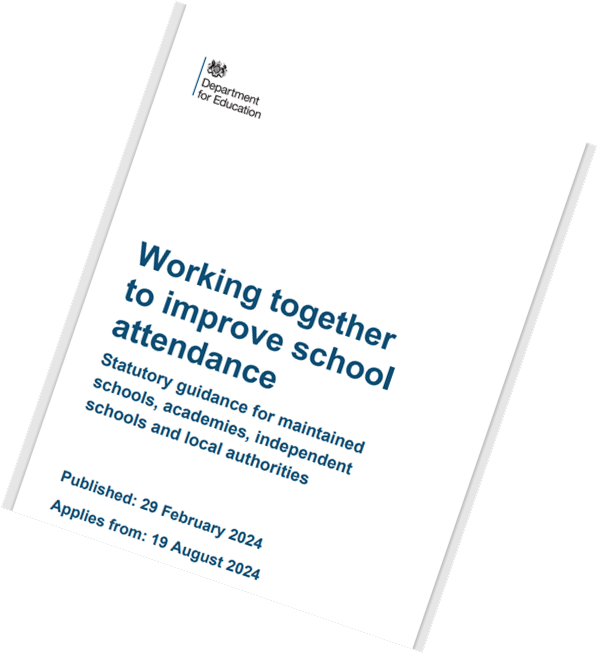 Department
for Education
Working together
to improve school
attendance
Statutory guidance for maintained
schools, academies, independent
schools and local authorities
Published: 29 February 2024
Applies from: 19 August 2024